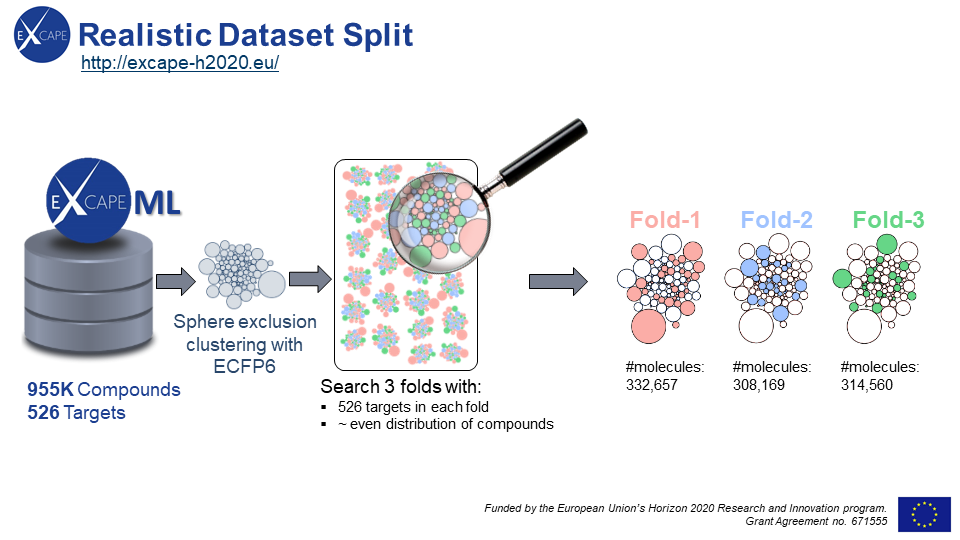 EXCAPE
Realistic Dataset Split
http://excape-h2020.eu/
EXCAPE ML
Fold-1
Fold-2
Fold-3
Sphere exclusion
clustering with
ECFP6
955K Compounds
526 Targets
Search 3 folds with:
▪ 526 targets in each fold
▪ ~ even distribution of compounds
#molecules:
332,657
#molecules:
308,169
#molecules:
314,560
Funded by the European Union's Horizon 2020 Research and Innovation program.
Grant Agreement no. 671555